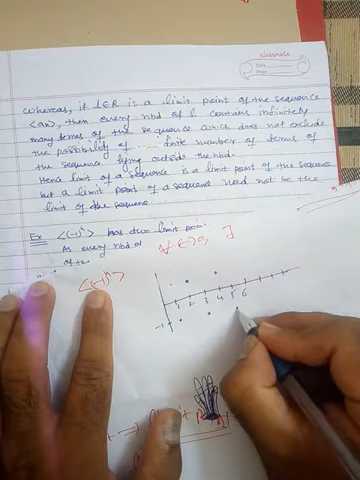 classmate
Date
Page
whereas, if l∈R is a limit point of the sequence
<an>, then every nbd of l contains infinitely
many terms of the sequence which does not exclude
the possibility of ..... finite number of terms of
the sequence lying outside the nbd.
Hence limit of a sequence is a limit point of the sequence
but a limit point of a sequence need not be the
limit of the sequence.
Ex <(-1)ⁿ> has two limit poin
As every nbd of ∀ ε>0, ∃
of the
<(-1)ⁿ>
1 2 3 4 5 6
-1